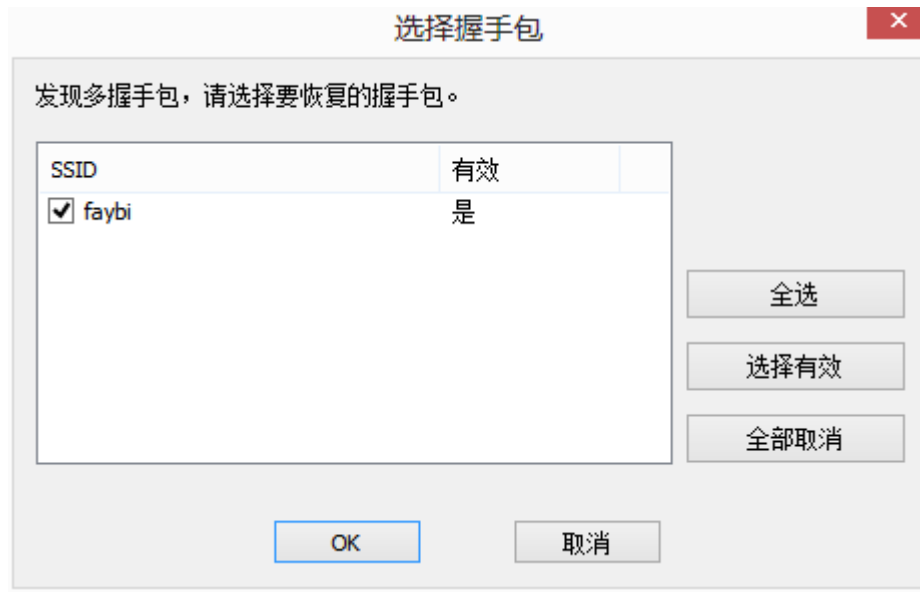 选择握手包
发现多握手包，请选择要恢复的握手包。
SSID 有效
faybi 是
全选
选择有效
全部取消
OK 取消